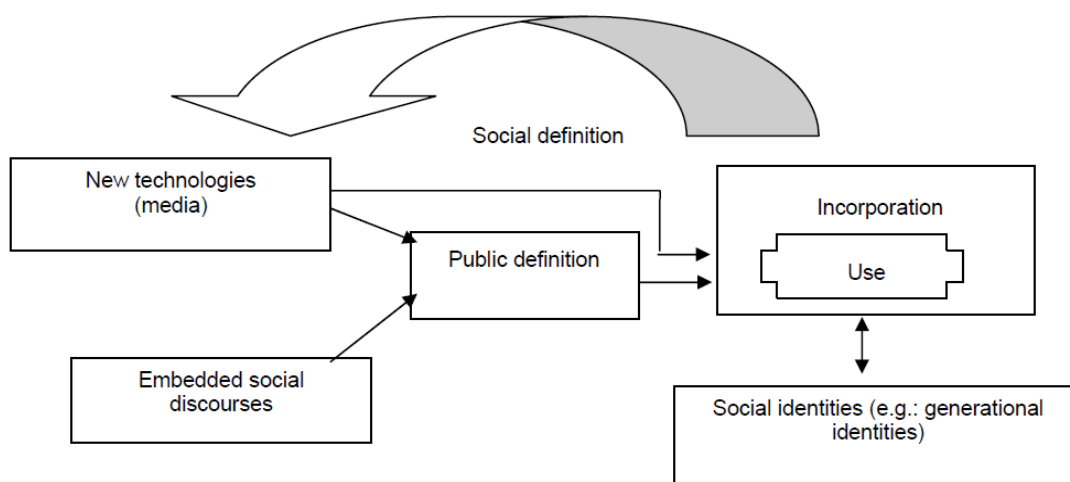 Social definition
New technologies
(media)
Incorporation
Public definition
Use
Embedded social
discourses
Social identities (e.g.: generational
identities)